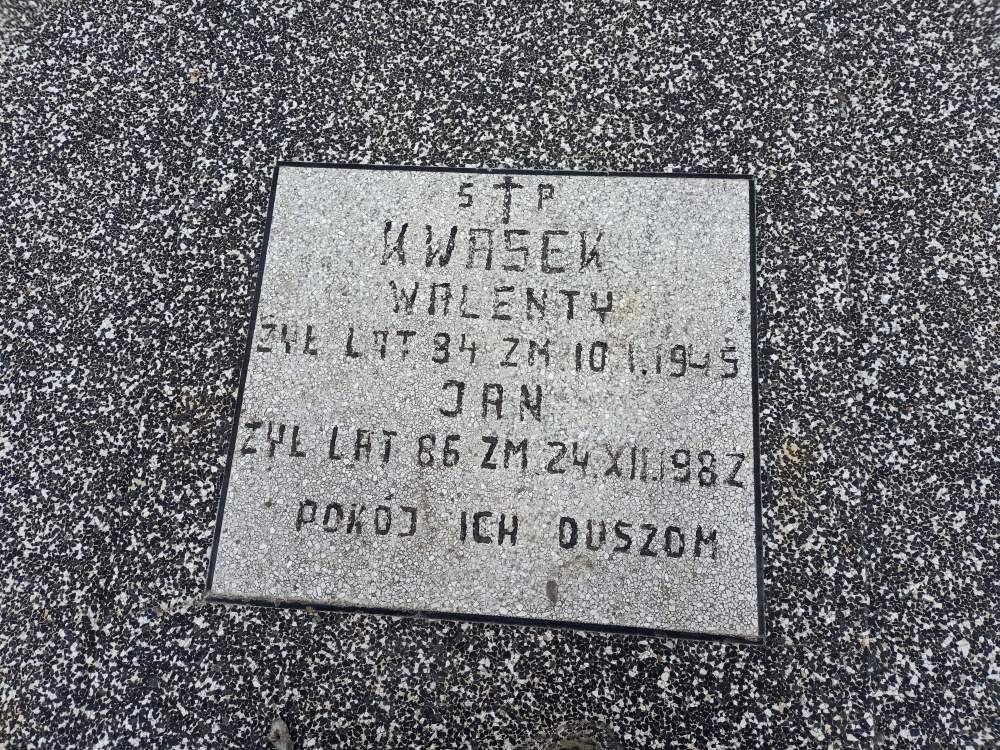 S † P
KWASEK
WALENTY
ŻYŁ LAT 84 ZM 10.I.1945
JAN
ŻYŁ LAT 86 ZM 24.XII.1982
POKÓJ ICH DUSZOM